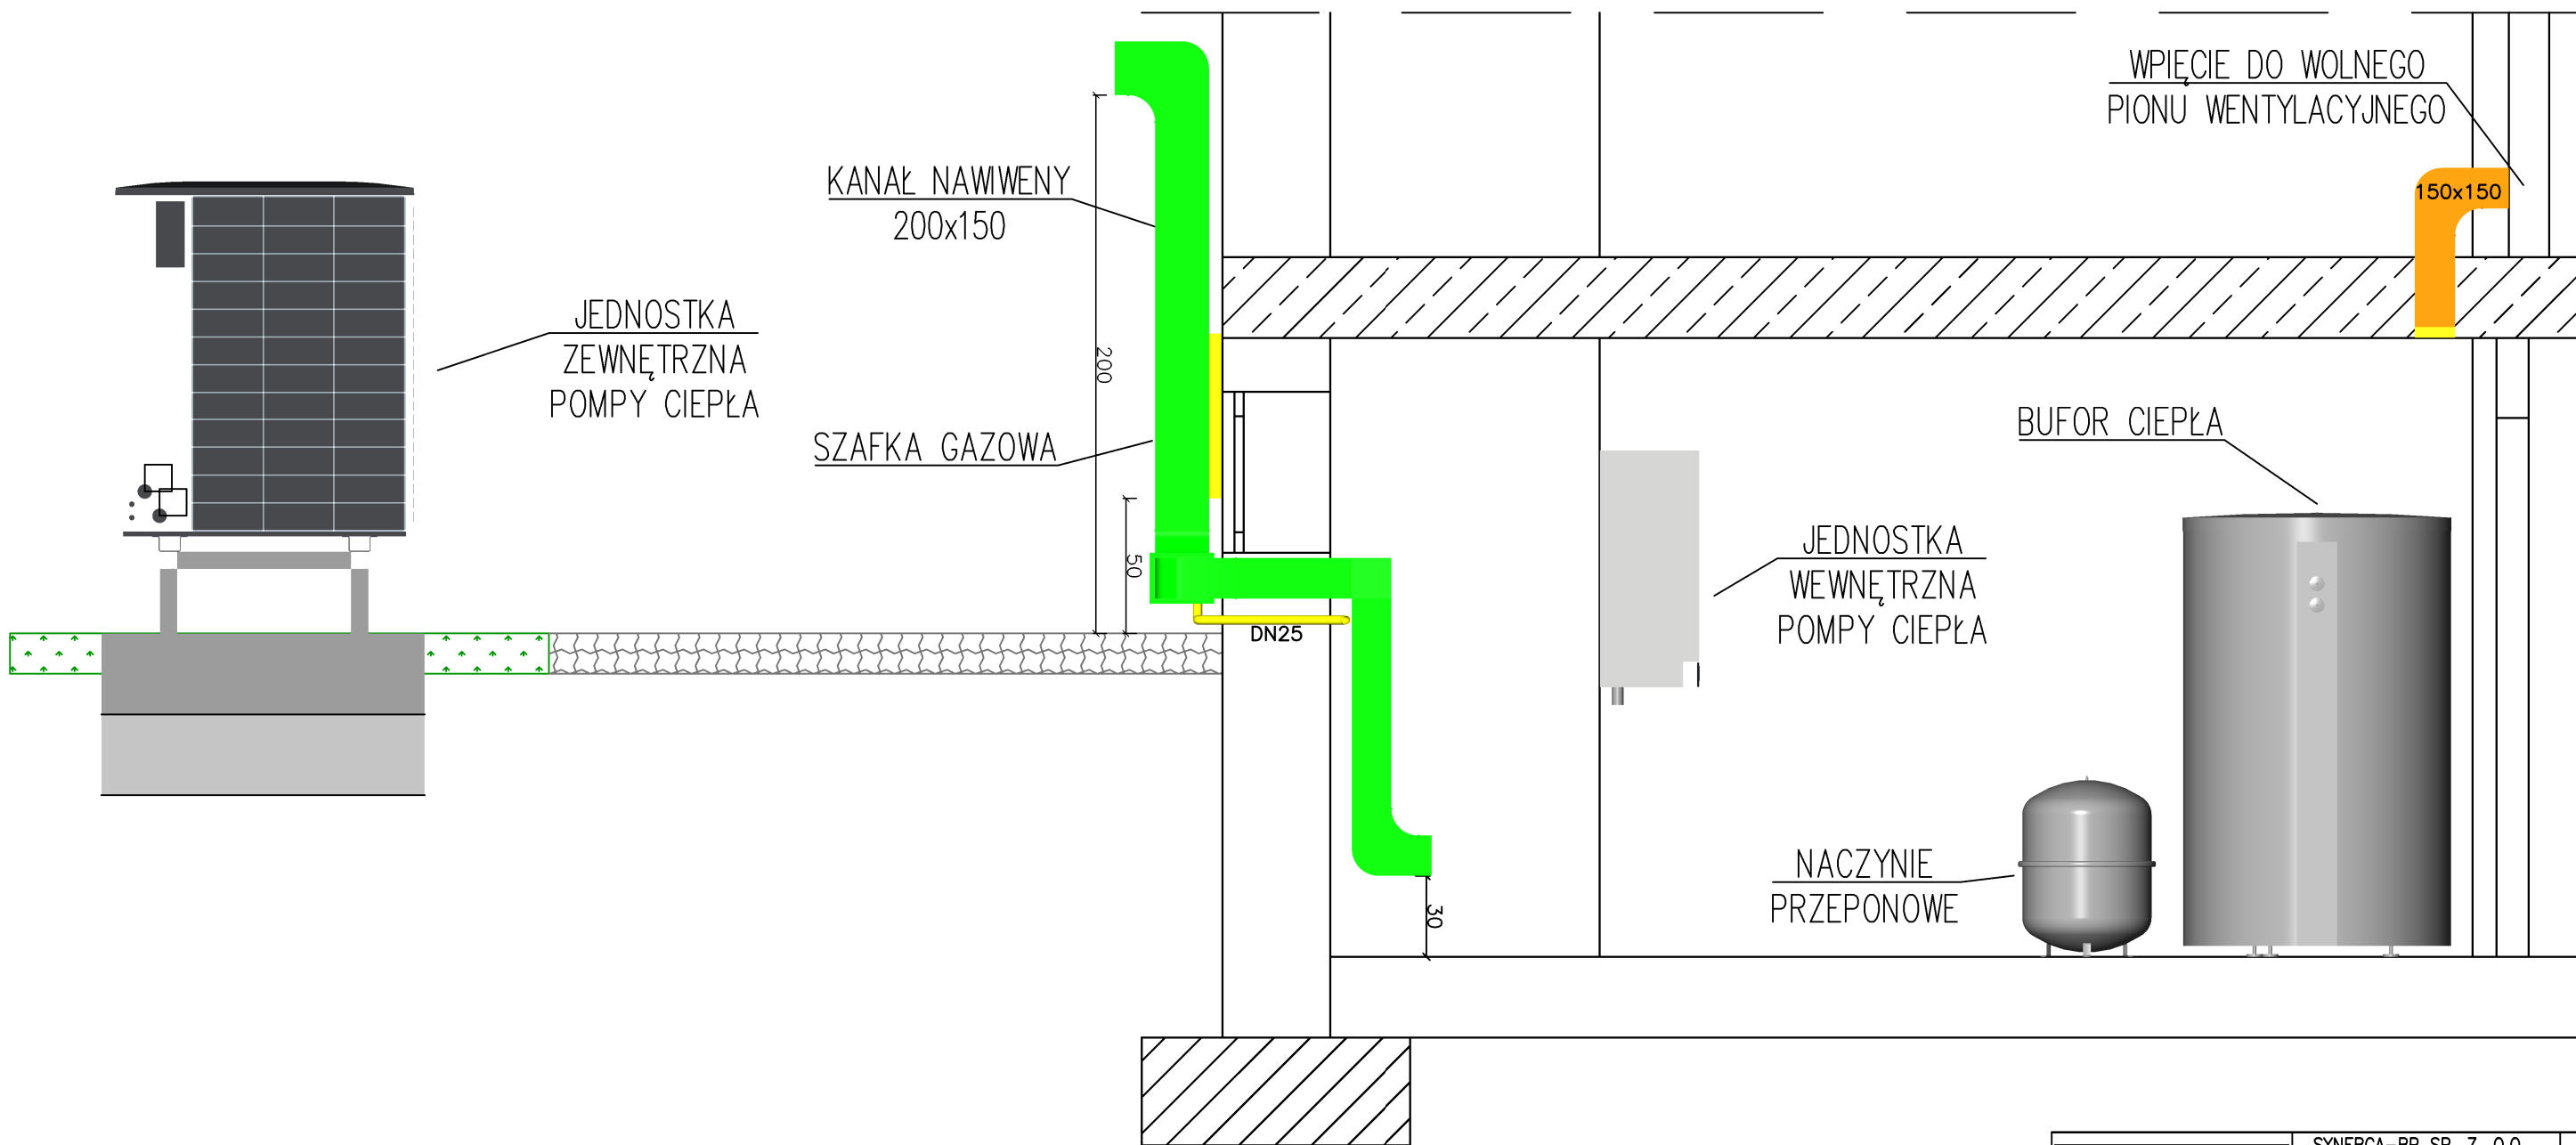 WPIĘCIE DO WOLNEGO
PIONU WENTYLACYJNEGO
150x150
KANAŁ NAWIWENY
200x150
JEDNOSTKA
ZEWNĘTRZNA
POMPY CIEPŁA
200
SZAFKA GAZOWA
50
DN25
BUFOR CIEPŁA
JEDNOSTKA
WEWNĘTRZNA
POMPY CIEPŁA
NACZYNIE
PRZEPONOWE
30